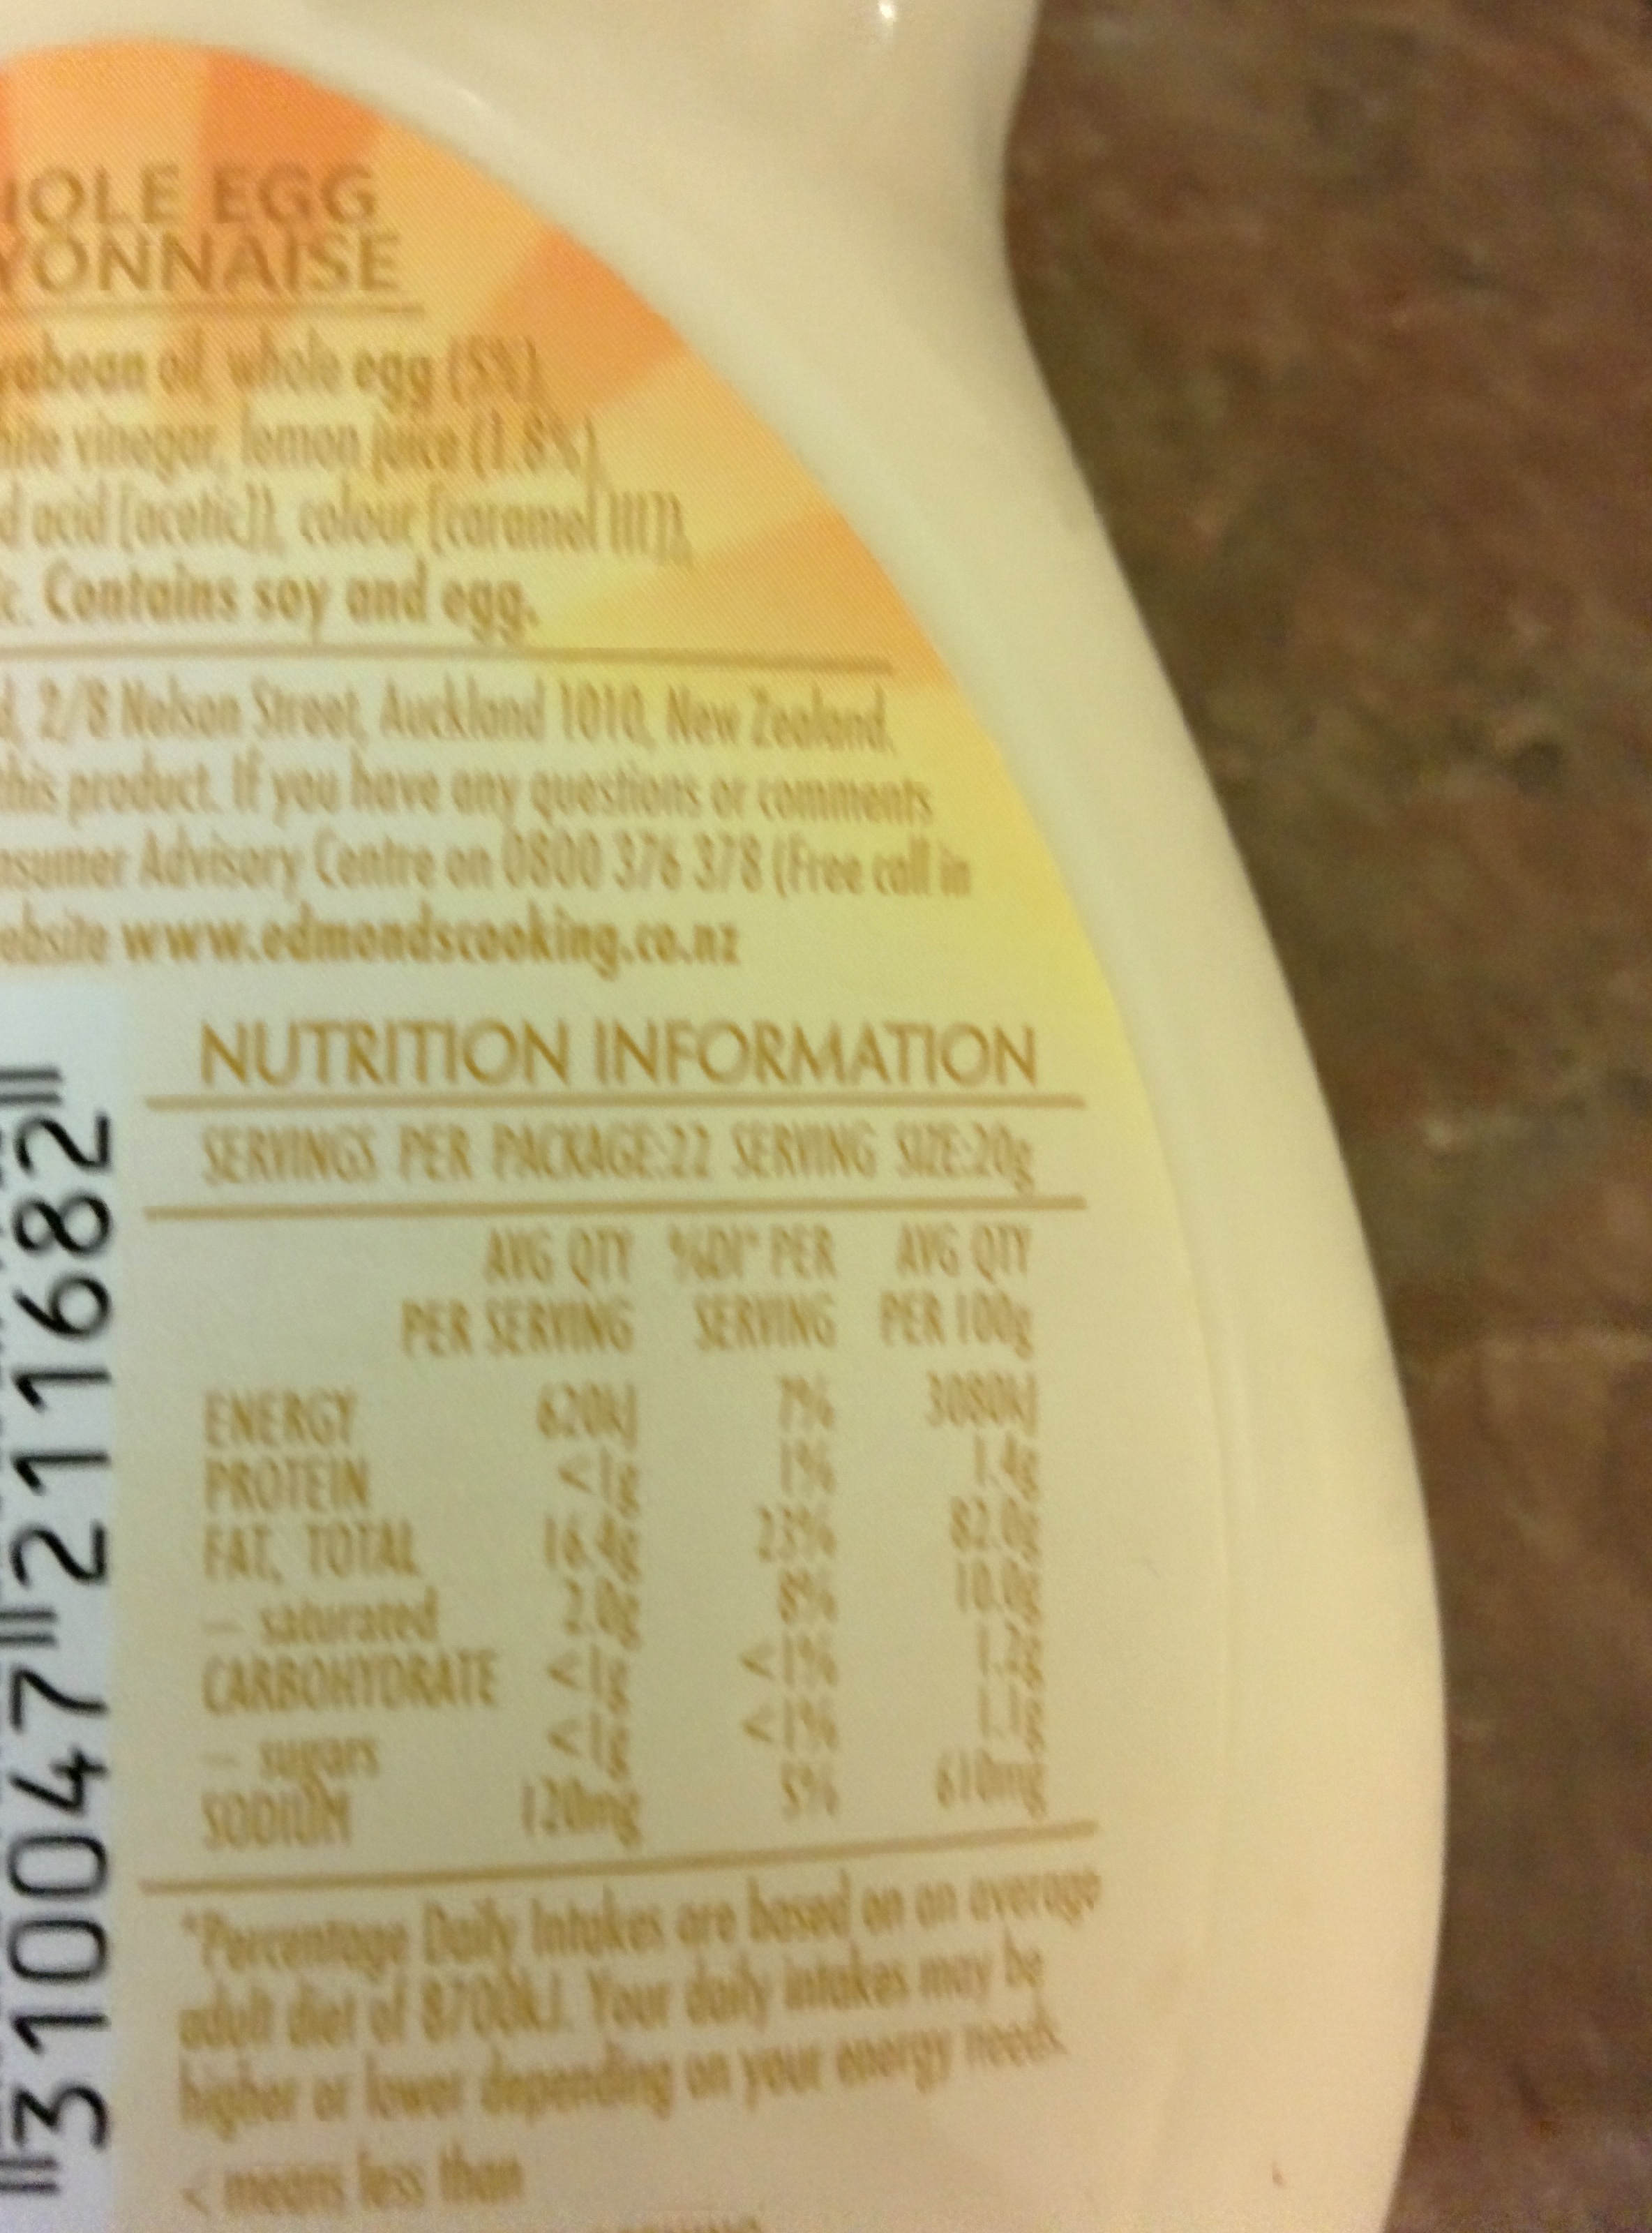 OLE EGG
YONNAISE
yabean oil, whole egg (5%),
hite vinegar, lemon juice (1.8%),
d acid [acetic]), colour [caramel III]),
c. Contains soy and egg.
d, 2/8 Nelson Street, Auckland 1010, New Zealand.
this product. If you have any questions or comments
nsumer Advisory Centre on 0800 376 378 (Free call in
ebsite www.edmondscooking.co.nz
NUTRITION INFORMATION
SERVINGS PER PACKAGE:22 SERVING SIZE:20g
AVG QTY %DI* PER AVG QTY
PER SERVING SERVING PER 100g
ENERGY 620kJ 7% 3080kJ
PROTEIN <1g 1% 1.4g
FAT, TOTAL 16.4g 23% 82.0g
– saturated 2.0g 8% 10.0g
CARBOHYDRATE <1g <1% 1.2g
– sugars <1g <1% 1.1g
SODIUM 120mg 5% 610mg
*Percentage Daily Intakes are based on an average
adult diet of 8700kJ. Your daily intakes may be
higher or lower depending on your energy needs.
< means less than
310047 211682